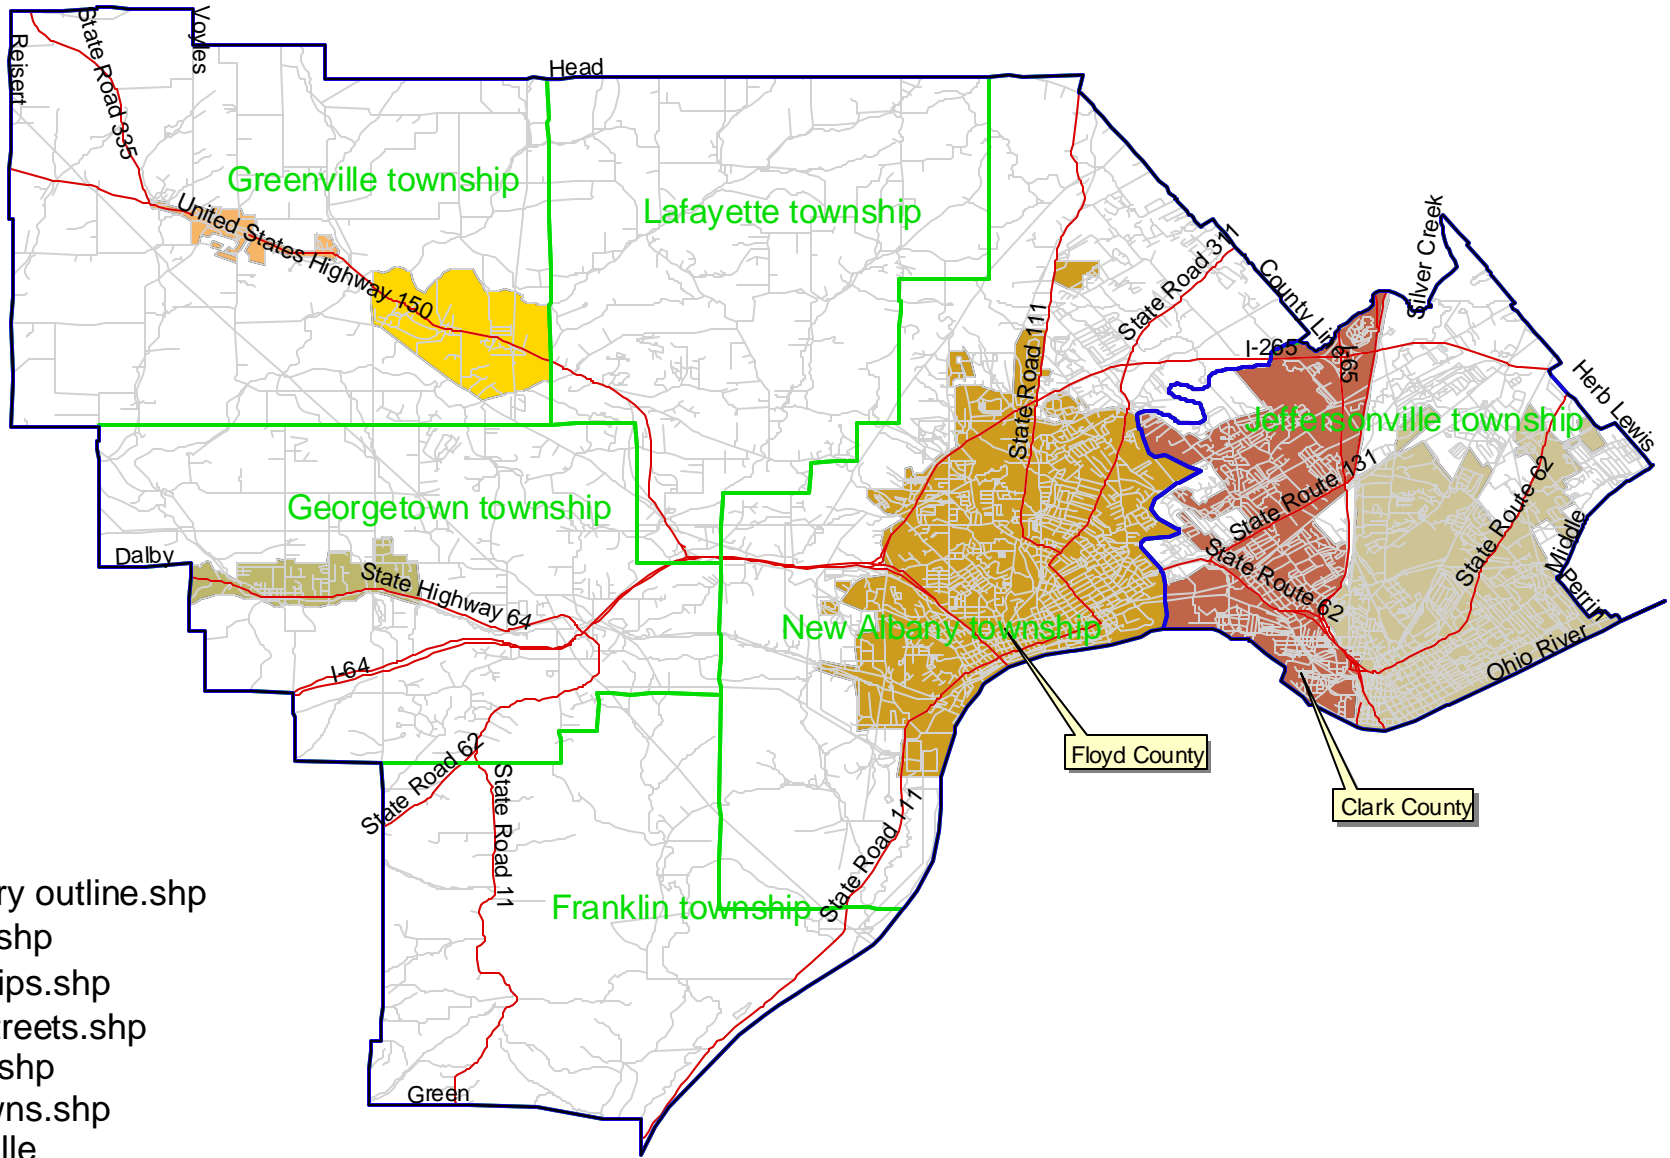 Head
Voyles
State Road 335
Reisert
Greenville township
Lafayette township
United States Highway 150
State Road 311
County Line
Silver Creek
State Road 111
I-265
I-65
Herb Lewis
Jeffersonville township
State Route 131
State Route 62
Georgetown township
Dalby
State Highway 64
State Route 62
Middle
Perrin
New Albany township
I-64
Ohio River
State Road 62
State Road 11
Floyd County
Clark County
State Road 111
Franklin township
Green
ry outline.shp
shp
ips.shp
treets.shp
shp
wns.shp
lle